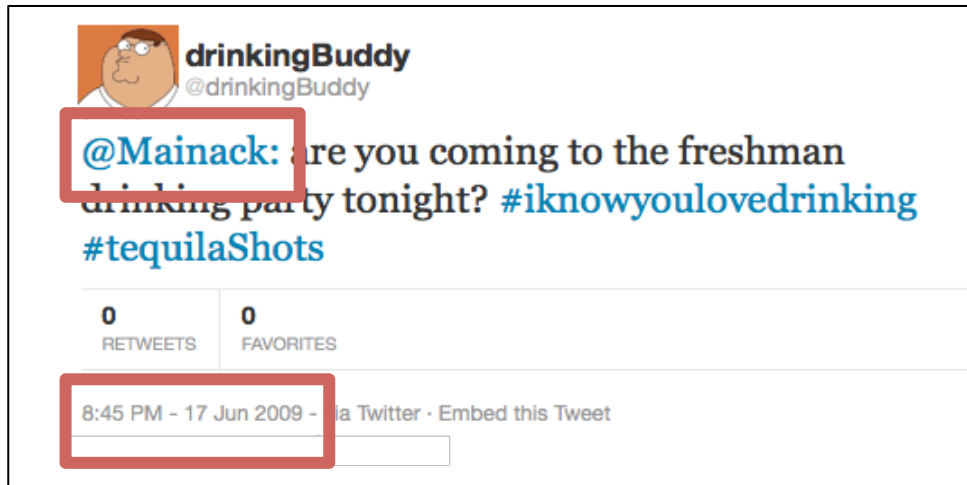 drinkingBuddy
@drinkingBuddy
@Mainack: are you coming to the freshman
drinking party tonight? #iknowyoulovedrinking
#tequilaShots
0 0
RETWEETS FAVORITES
8:45 PM - 17 Jun 2009 - via Twitter · Embed this Tweet